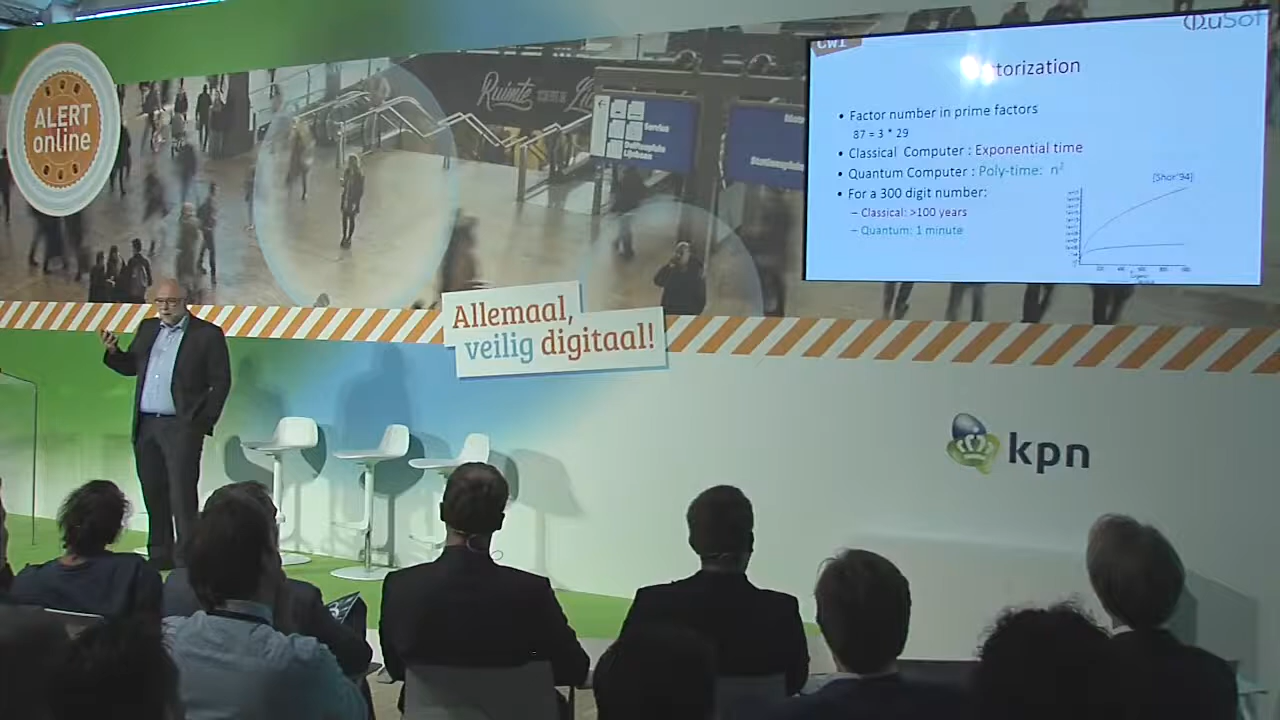 ALERT
online
Ruimte
Service
Allemaal,
veilig digitaal!
kpn
CWI
QuSoft
torization
• Factor number in prime factors
87 = 3 * 29
• Classical Computer : Exponential time
• Quantum Computer : Poly-time: n²
• For a 300 digit number:
– Classical: >100 years
– Quantum: 1 minute
[Shor'94]